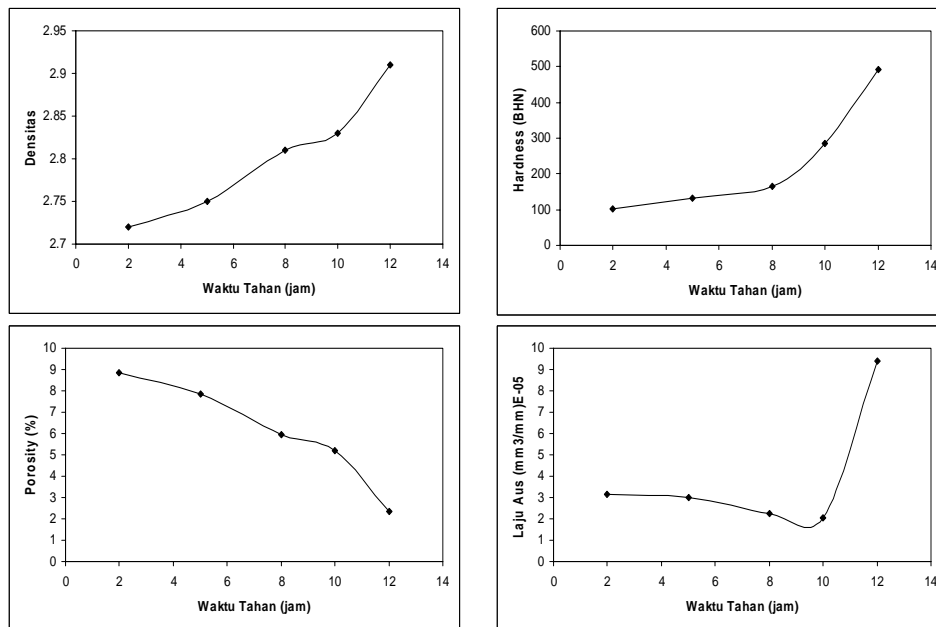 2.95
2.9
2.85
2.8
2.75
2.7
0 2 4 6 8 10 12 14
Densitas
Waktu Tahan (jam)
600
500
400
300
200
100
0
0 2 4 6 8 10 12 14
Hardness (BHN)
Waktu Tahan (jam)
10
9
8
7
6
5
4
3
2
1
0
0 2 4 6 8 10 12 14
Porosity (%)
Waktu Tahan (jam)
10
9
8
7
6
5
4
3
2
1
0
0 2 4 6 8 10 12 14
Laju Aus (mm3/mm)E-05
Waktu Tahan (jam)